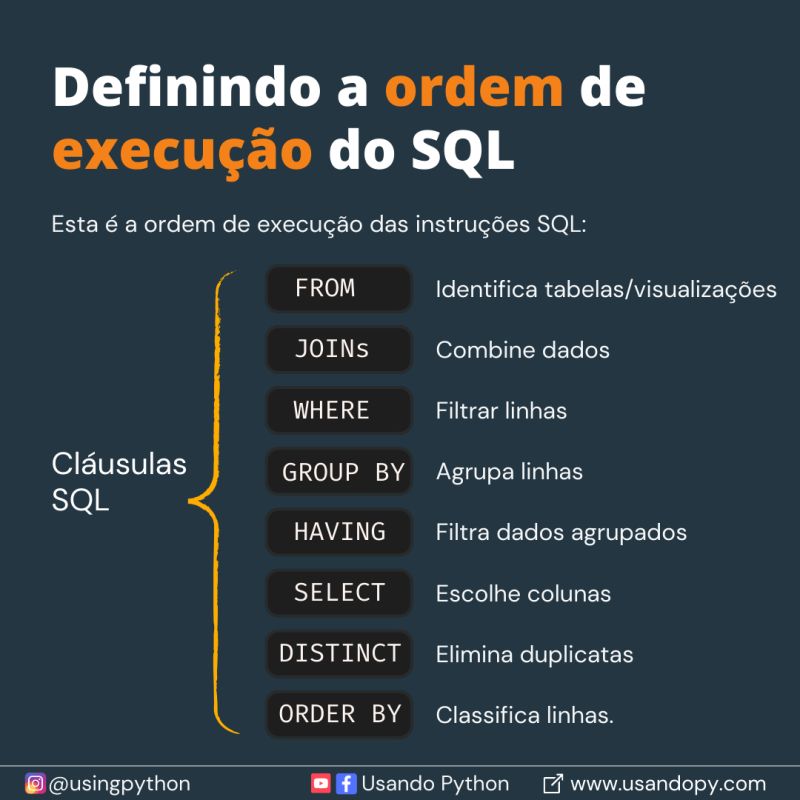 Definindo a ordem de
execução do SQL
Esta é a ordem de execução das instruções SQL:
Cláusulas
SQL
FROM Identifica tabelas/visualizações
JOINs Combine dados
WHERE Filtrar linhas
GROUP BY Agrupa linhas
HAVING Filtra dados agrupados
SELECT Escolhe colunas
DISTINCT Elimina duplicatas
ORDER BY Classifica linhas.
@usingpython Usando Python www.usandopy.com